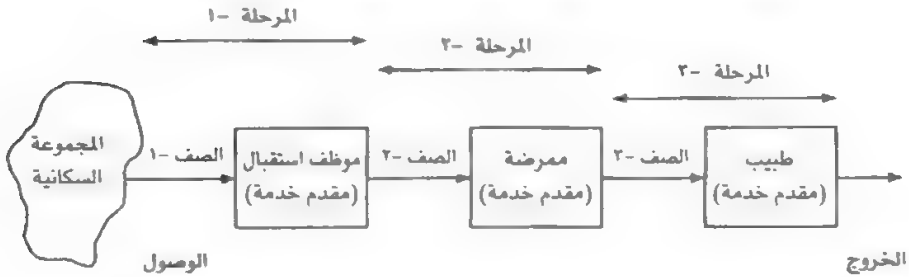 المرحلة -١
المرحلة -٢
المرحلة -٣
المجموعة
السكانية
الصف -١
موظف استقبال
(مقدم خدمة)
الصف -٢
ممرضة
(مقدم خدمة)
الصف -٣
طبيب
(مقدم خدمة)
الوصول
الخروج